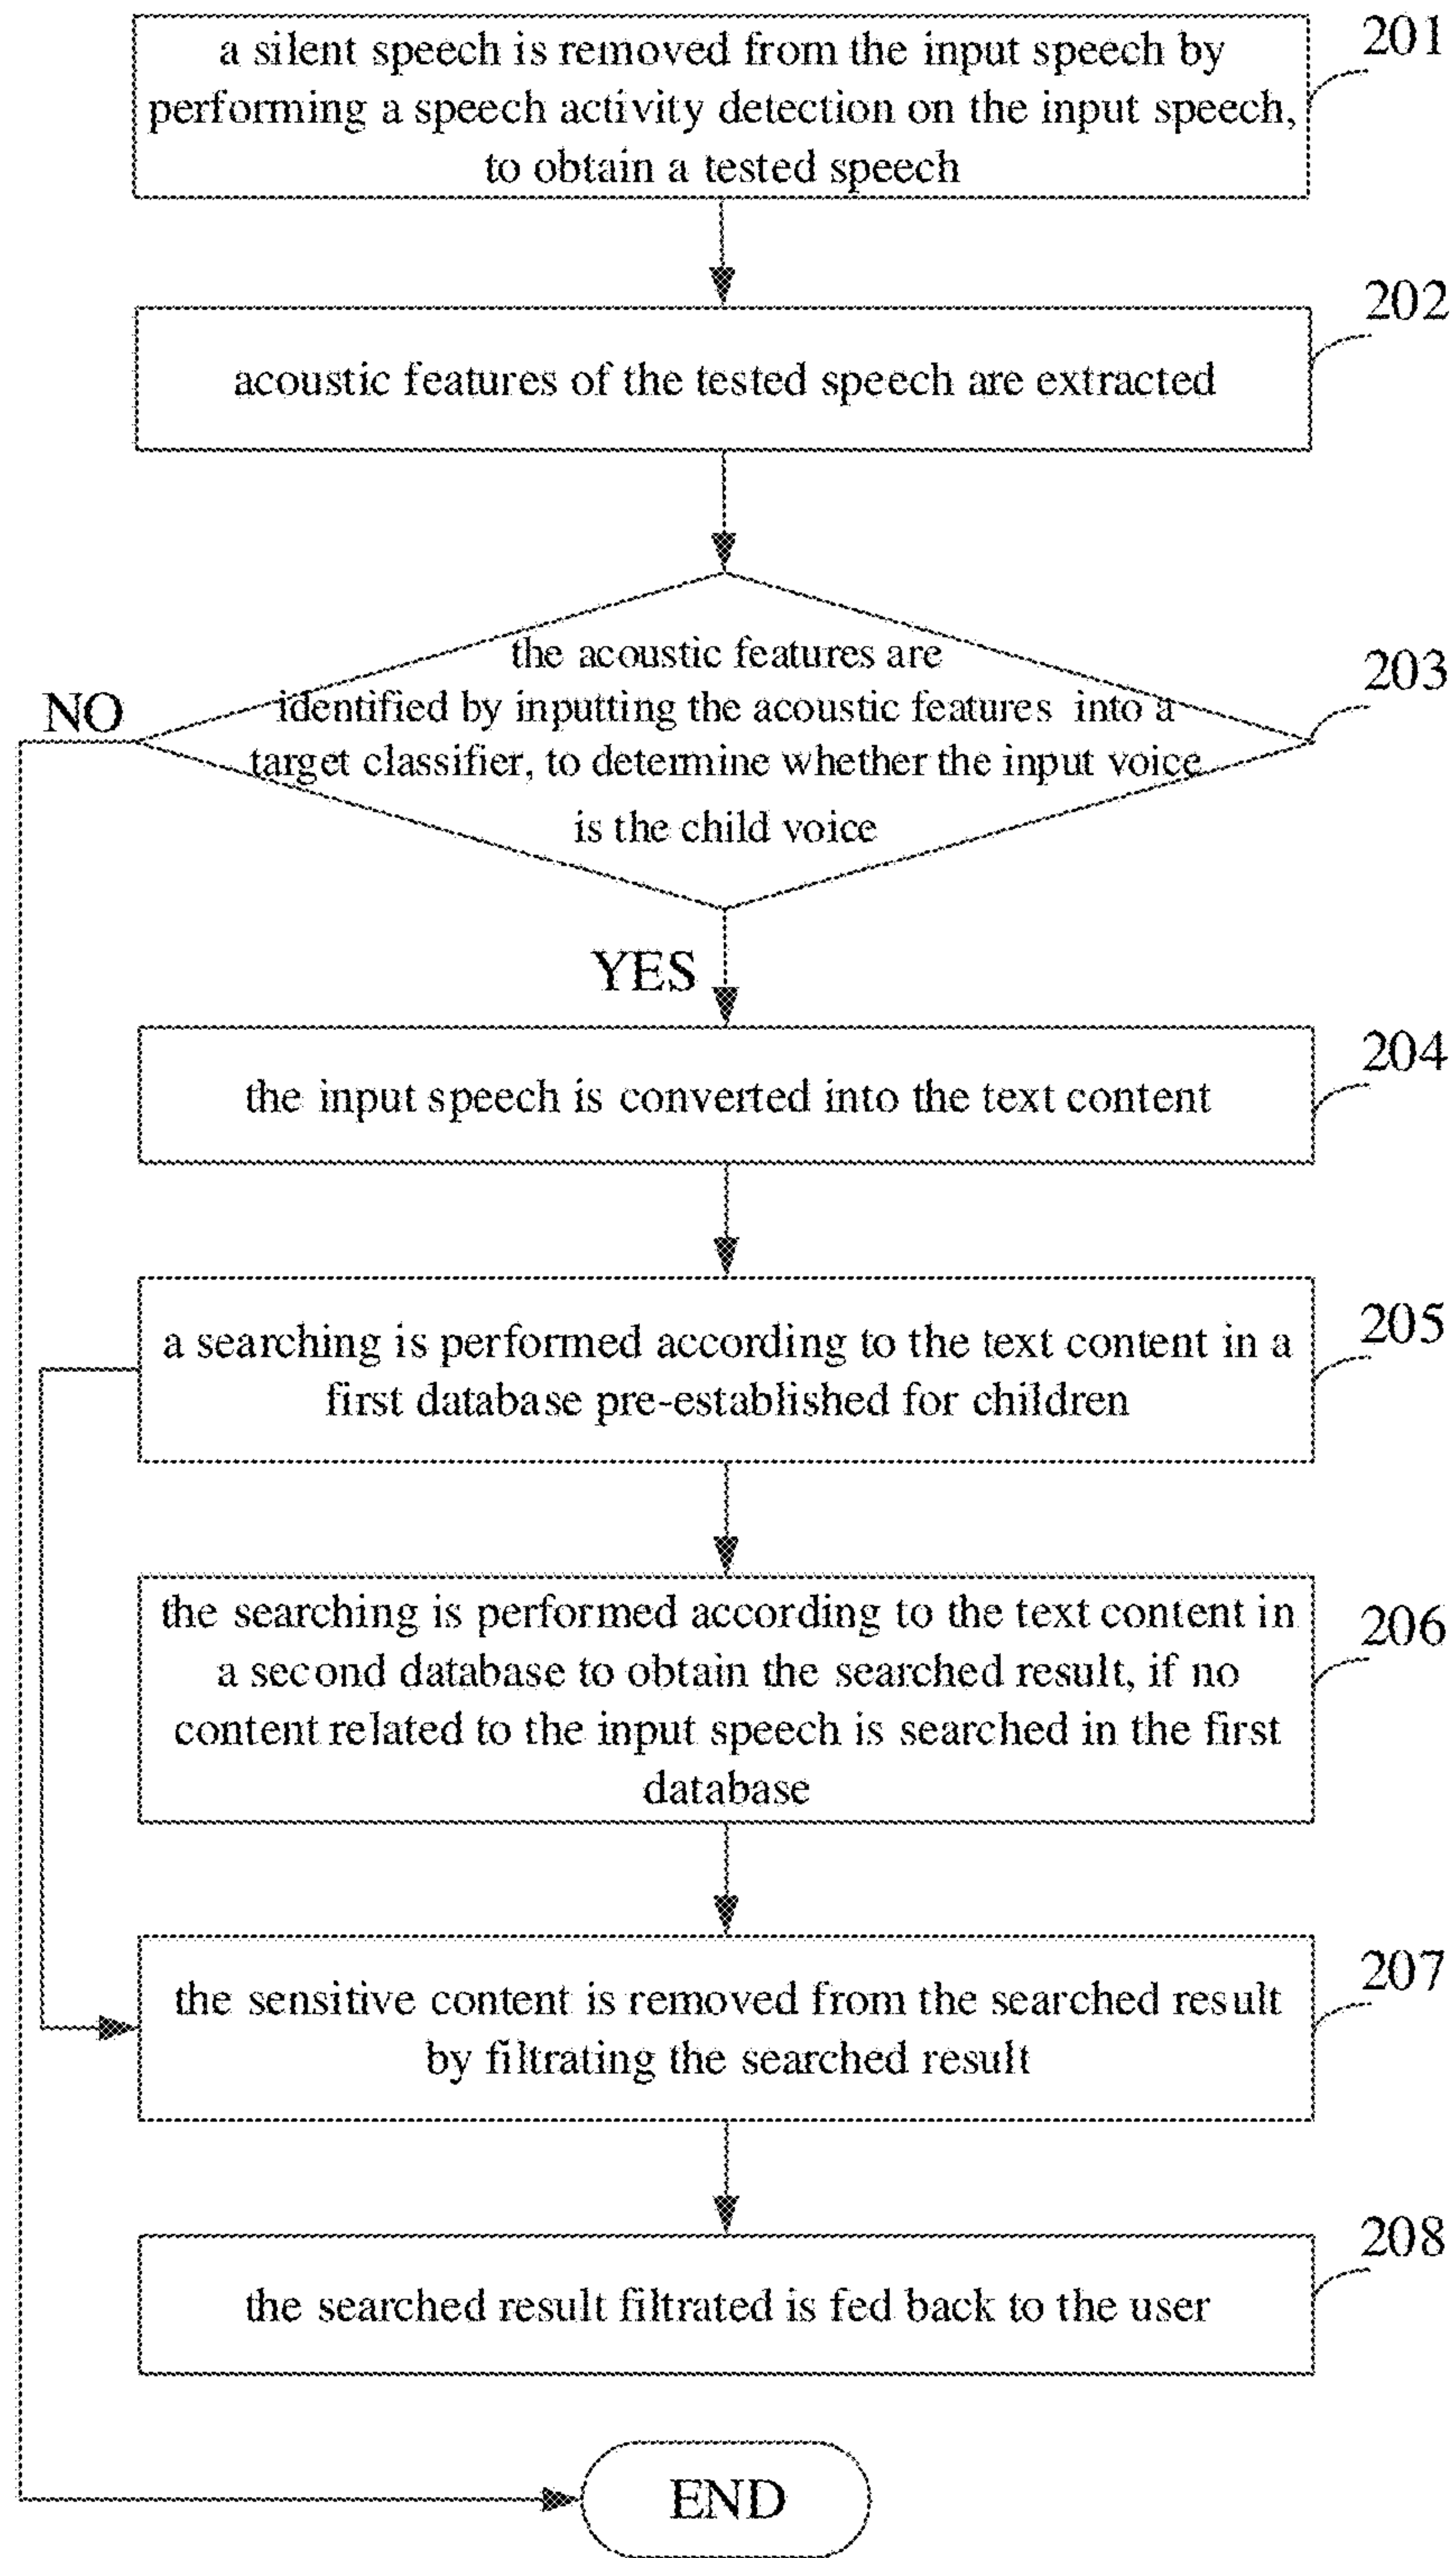 201
a silent speech is removed from the input speech by
performing a speech activity detection on the input speech,
to obtain a tested speech
202
acoustic features of the tested speech are extracted
203
the acoustic features are
identified by inputting the acoustic features into a
target classifier, to determine whether the input voice
is the child voice
NO
YES
204
the input speech is converted into the text content
205
a searching is performed according to the text content in a
first database pre-established for children
206
the searching is performed according to the text content in
a second database to obtain the searched result, if no
content related to the input speech is searched in the first
database
207
the sensitive content is removed from the searched result
by filtrating the searched result
208
the searched result filtrated is fed back to the user
END